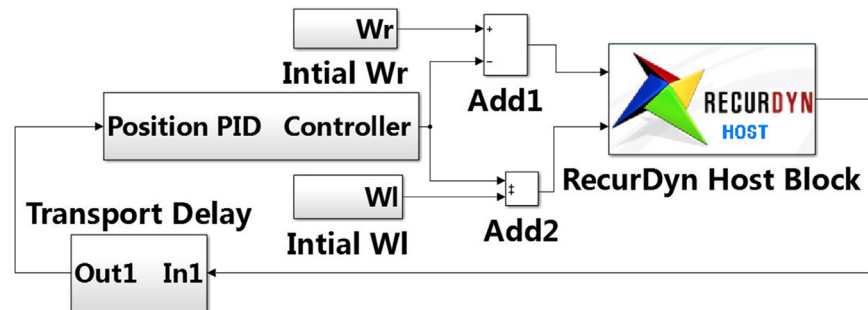 Wr
+
−
Intial Wr
Add1
Position PID Controller
RECURDYN
HOST
RecurDyn Host Block
Wl
++
Intial Wl
Add2
Transport Delay
Out1 In1